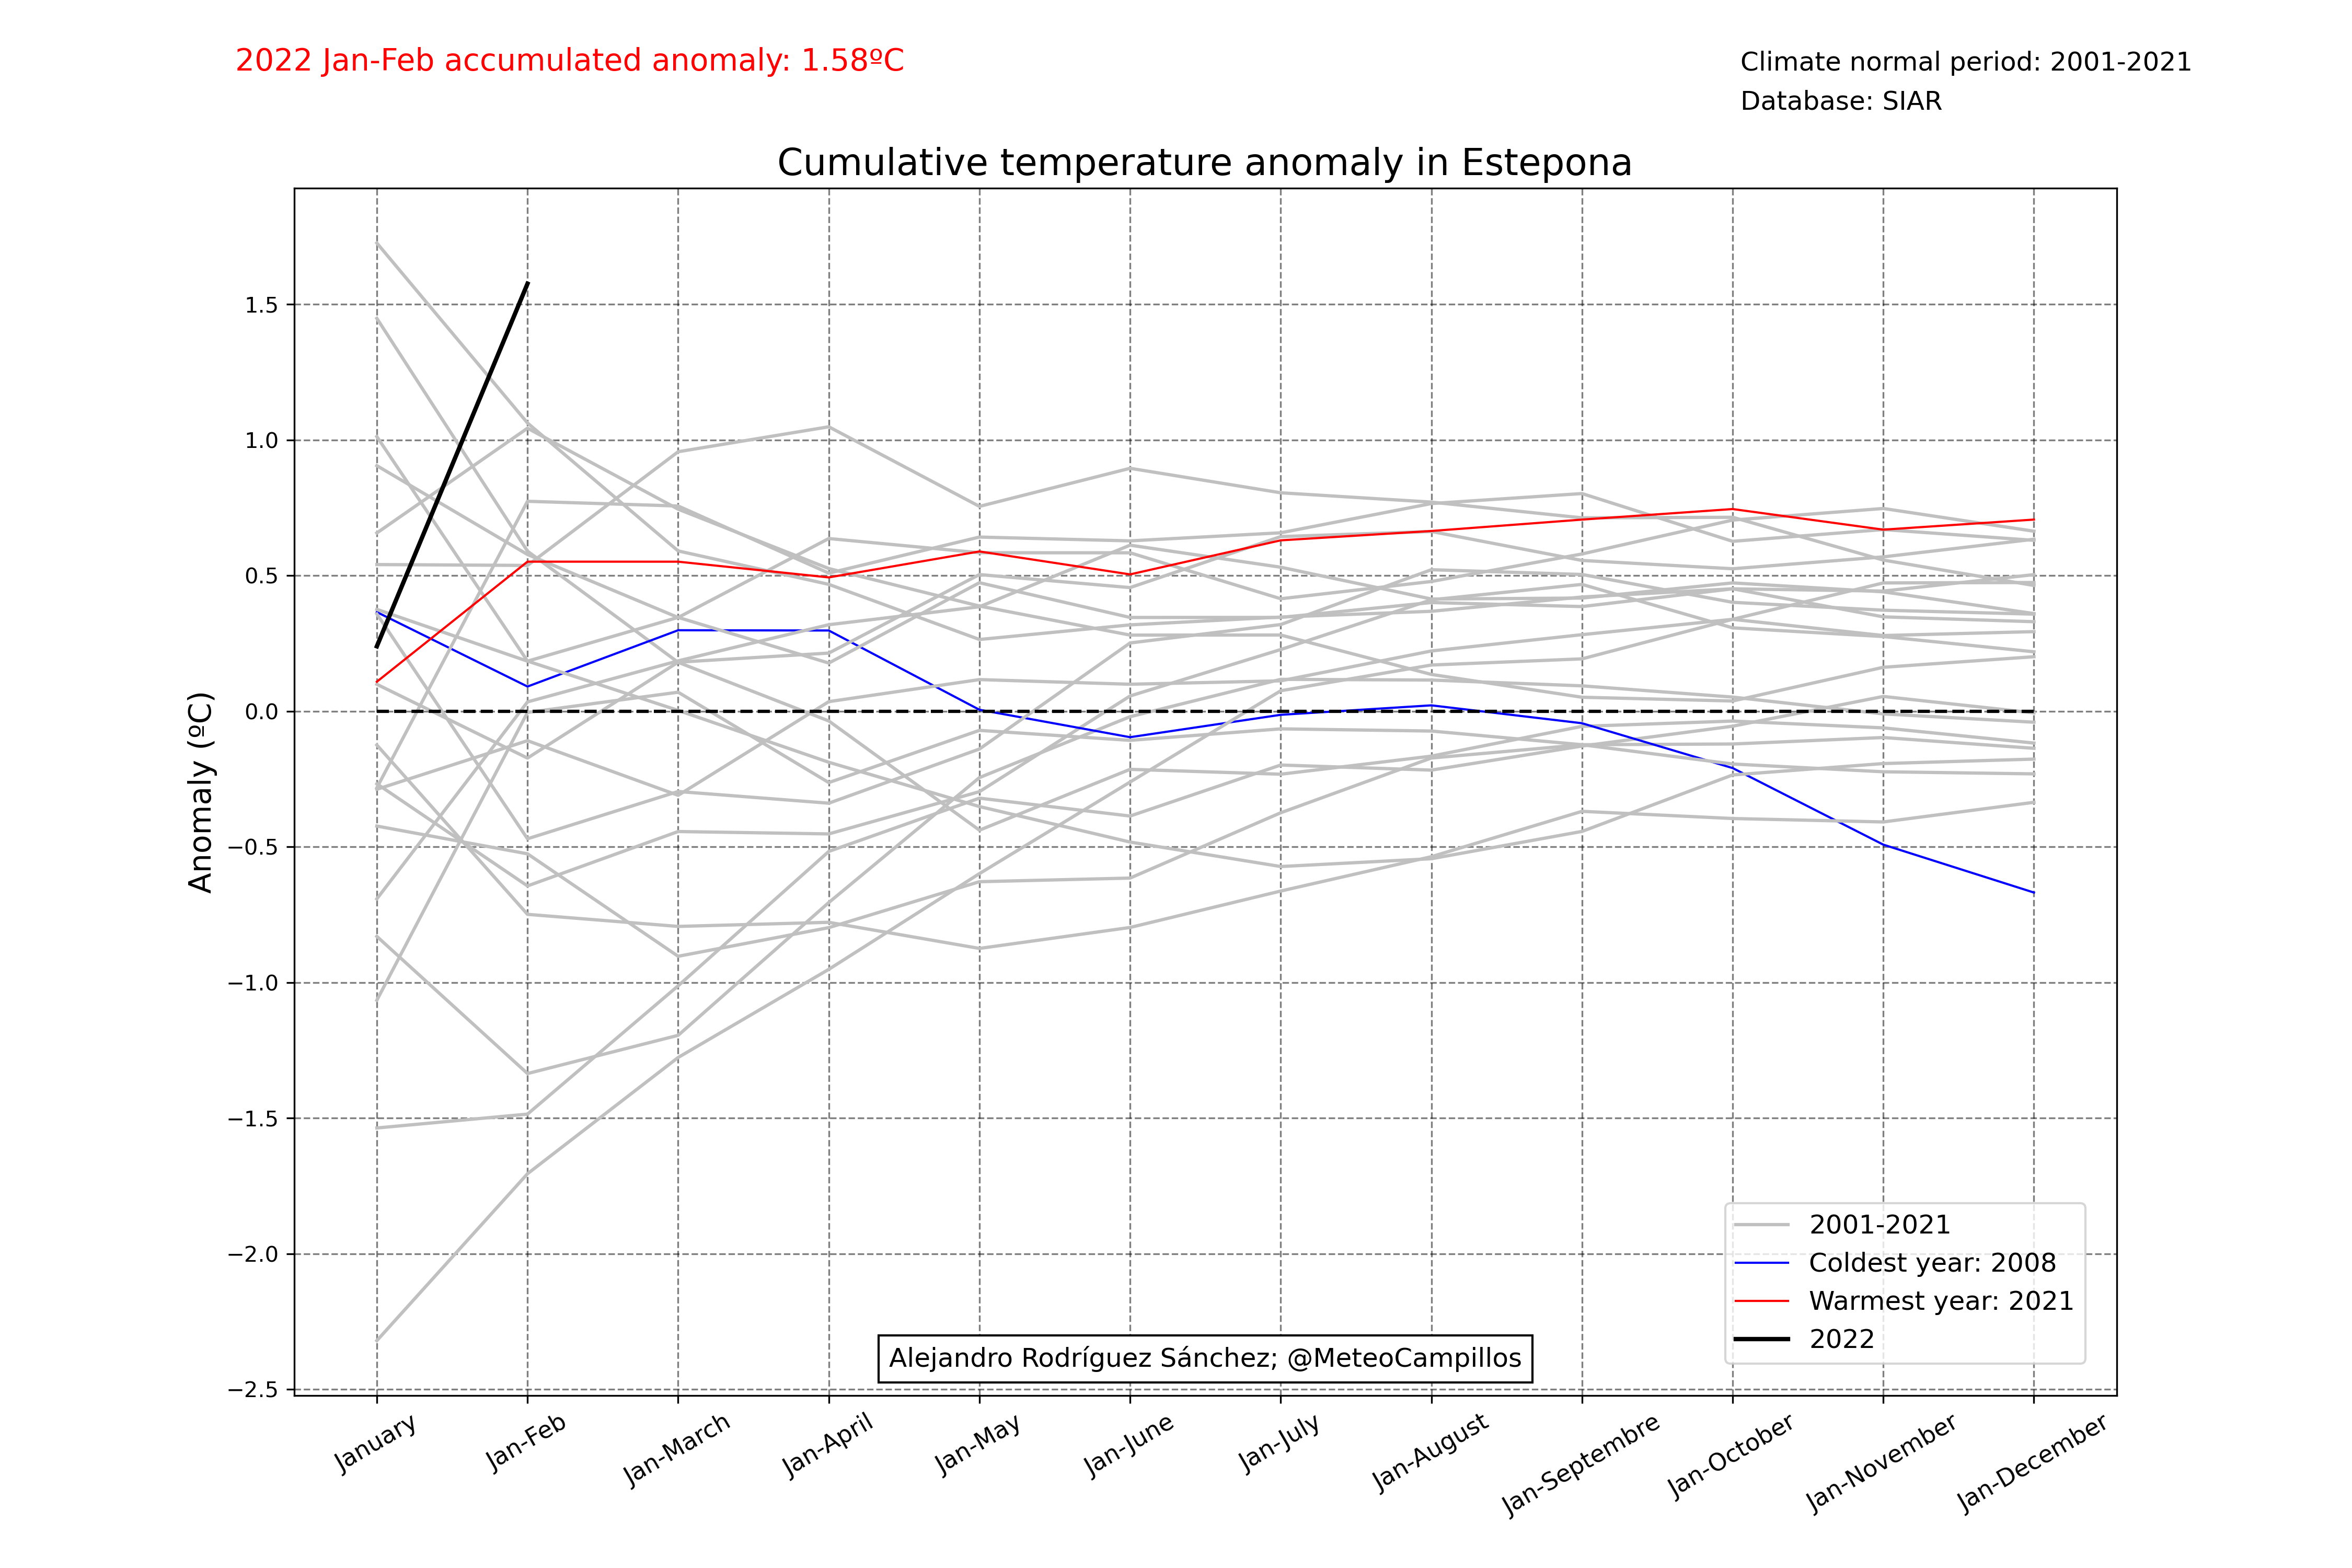 2022 Jan-Feb accumulated anomaly: 1.58ºC
Climate normal period: 2001-2021
Database: SIAR
Cumulative temperature anomaly in Estepona
Anomaly (ºC)
1.5
1.0
0.5
0.0
−0.5
−1.0
−1.5
−2.0
−2.5
2001-2021
Coldest year: 2008
Warmest year: 2021
2022
Alejandro Rodríguez Sánchez; @MeteoCampillos
January
Jan-Feb
Jan-March
Jan-April
Jan-May
Jan-June
Jan-July
Jan-August
Jan-Septembre
Jan-October
Jan-November
Jan-December